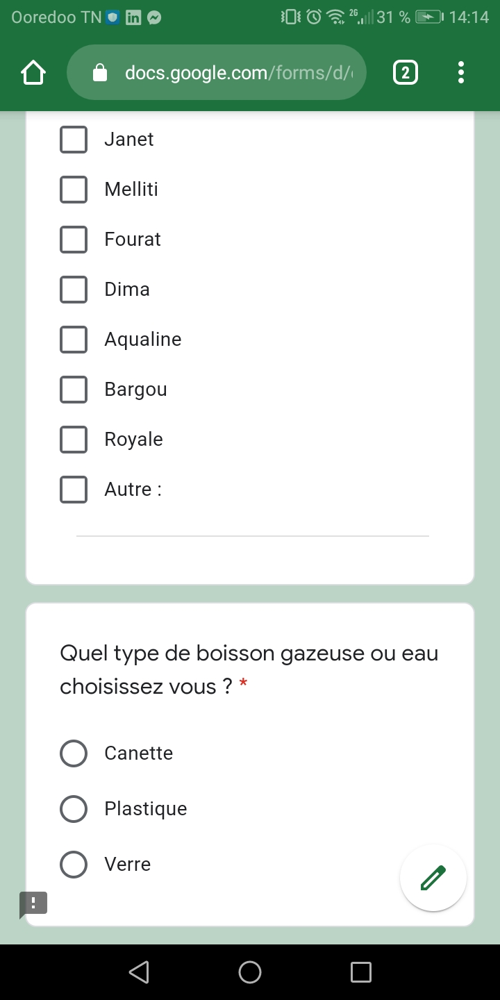 Ooredoo TN 2G 31 % 14:14
docs.google.com/forms/d/
2
Janet
Melliti
Fourat
Dima
Aqualine
Bargou
Royale
Autre :
Quel type de boisson gazeuse ou eau
choisissez vous ? *
Canette
Plastique
Verre